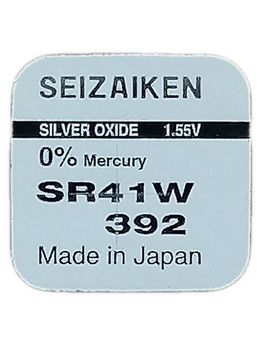 SEIZAIKEN
SILVER OXIDE 1.55V
0% Mercury
SR41W
392
Made in Japan